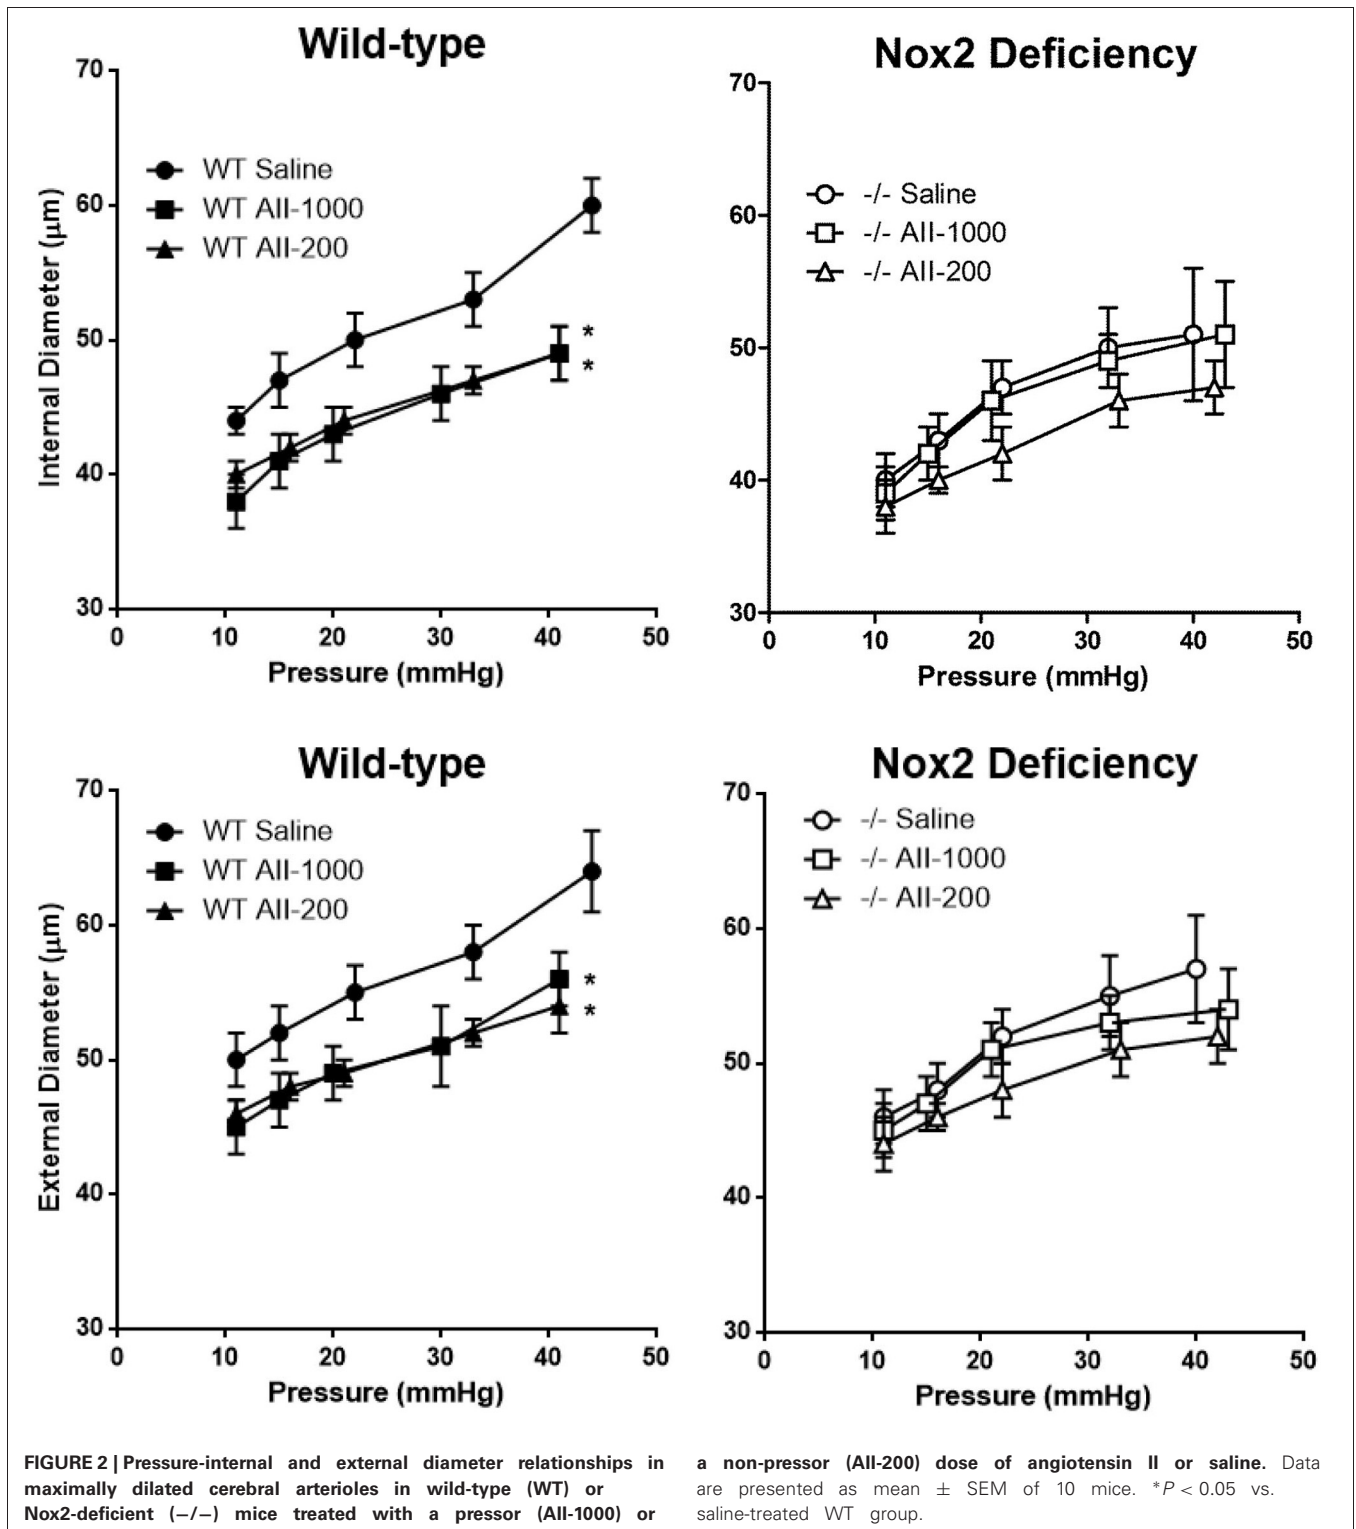 Wild-type
70
60
50
40
30
Internal Diameter (μm)
WT Saline
WT AII-1000
WT AII-200
*
*
0 10 20 30 40 50
Pressure (mmHg)
Nox2 Deficiency
70
60
50
40
30
-/- Saline
-/- AII-1000
-/- AII-200
0 10 20 30 40 50
Pressure (mmHg)
Wild-type
70
60
50
40
30
External Diameter (μm)
WT Saline
WT AII-1000
WT AII-200
*
*
0 10 20 30 40 50
Pressure (mmHg)
Nox2 Deficiency
70
60
50
40
30
-/- Saline
-/- AII-1000
-/- AII-200
0 10 20 30 40 50
Pressure (mmHg)
FIGURE 2 | Pressure-internal and external diameter relationships in
maximally dilated cerebral arterioles in wild-type (WT) or
Nox2-deficient (−/−) mice treated with a pressor (AII-1000) or
a non-pressor (AII-200) dose of angiotensin II or saline. Data
are presented as mean ± SEM of 10 mice. *P < 0.05 vs.
saline-treated WT group.